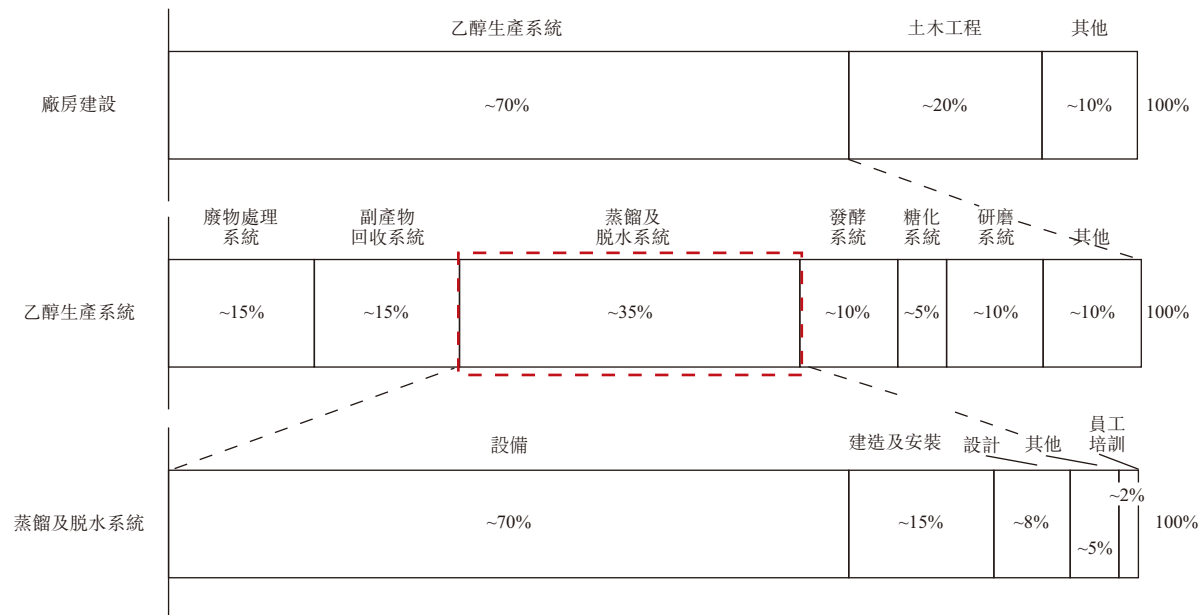 乙醇生產系統 土木工程 其他
廠房建設 ~70% ~20% ~10% 100%
廢物處理 副產物 蒸餾及 發酵 糖化 研磨
系統 回收系統 脫水系統 系統 系統 系統 其他
乙醇生產系統 ~15% ~15% ~35% ~10% ~5% ~10% ~10% 100%
員工
設備 建造及安裝 設計 其他 培訓
~2%
蒸餾及脫水系統 ~70% ~15% ~8% 100%
~5%